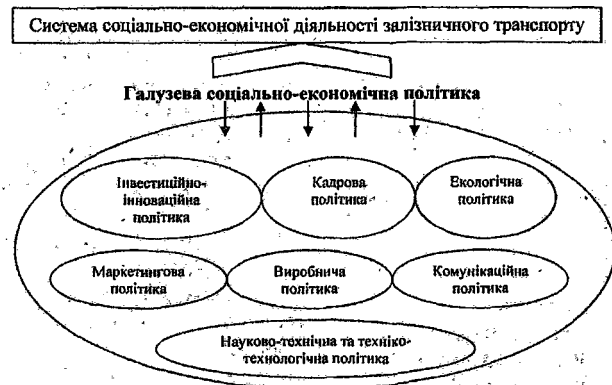 Система соціально-економічної діяльності залізничного транспорту
Галузева соціально-економічна політика
Інвестиційно-
інноваційна
політика
Кадрова
політика
Екологічна
політика
Маркетингова
політика
Виробнича
політика
Комунікаційна
політика
Науково-технічна та техніко-
технологічна політика